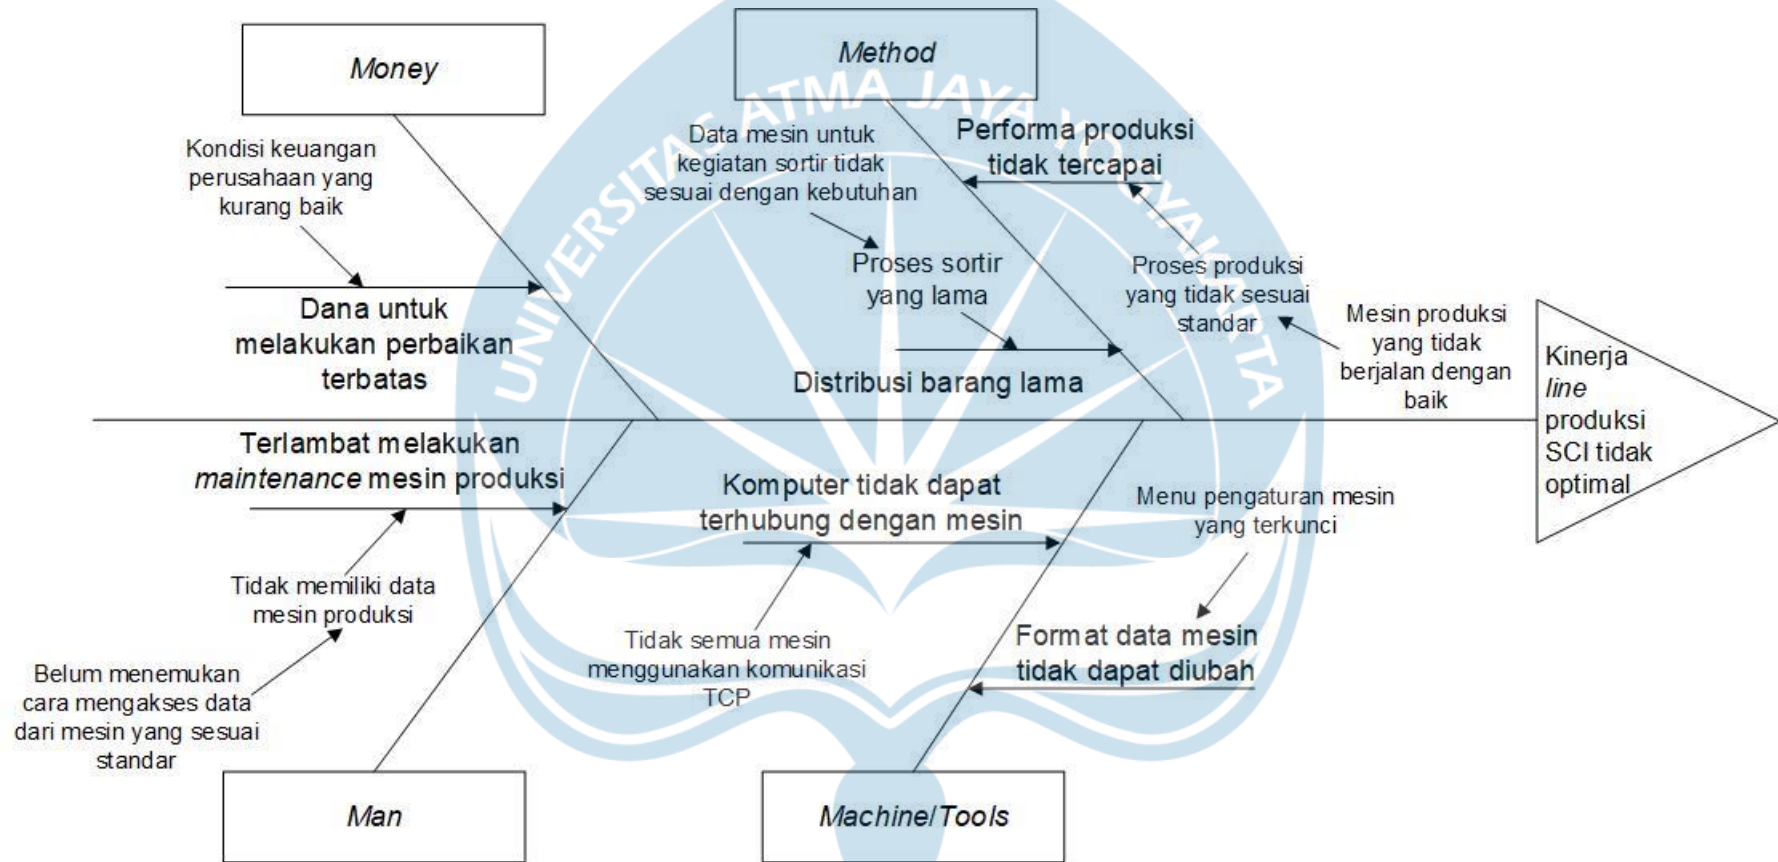 Money
Method
UNIVERSITAS ATMA JAYA YOGYAKARTA
Kondisi keuangan
perusahaan yang
kurang baik
Dana untuk
melakukan perbaikan
terbatas
Data mesin untuk
kegiatan sortir tidak
sesuai dengan kebutuhan
Proses sortir
yang lama
Distribusi barang lama
Performa produksi
tidak tercapai
Proses produksi
yang tidak sesuai
standar
Mesin produksi
yang tidak
berjalan dengan
baik
Kinerja
line
produksi
SCI tidak
optimal
Terlambat melakukan
maintenance mesin produksi
Tidak memiliki data
mesin produksi
Belum menemukan
cara mengakses data
dari mesin yang sesuai
standar
Komputer tidak dapat
terhubung dengan mesin
Tidak semua mesin
menggunakan komunikasi
TCP
Menu pengaturan mesin
yang terkunci
Format data mesin
tidak dapat diubah
Man
Machine/Tools